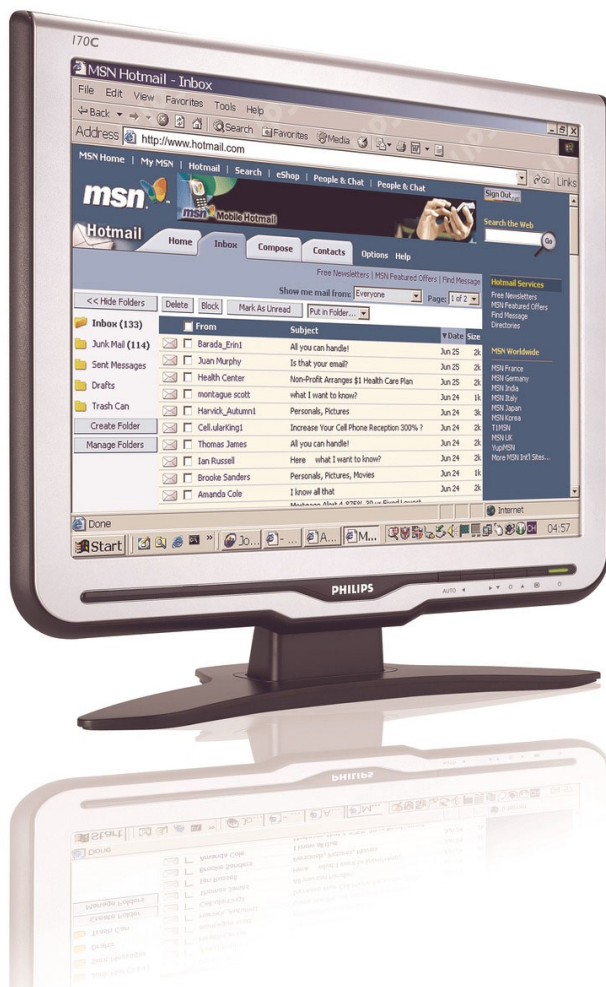 170C
MSN Hotmail - Inbox
File Edit View Favorites Tools Help
Back Search Favorites Media
Address http://www.hotmail.com Go Links
MSN Home | My MSN | Hotmail | Search | eShop | People & Chat | People & Chat
Sign Out
msn
msn Mobile Hotmail
Search the Web
Go
Hotmail
Home Inbox Compose Contacts Options Help
Free Newsletters | MSN Featured Offers | Find Message
Show me mail from: Everyone Page: 1 of 2
<< Hide Folders Delete Block Mark As Unread Put in Folder...
From Subject Date Size
Inbox (133)
Junk Mail (114)
Sent Messages
Drafts
Trash Can
Create Folder
Manage Folders
Barada_Erin1 All you can handle! Jun 25 2k
Juan Murphy Is that your email? Jun 25 2k
Health Center Non-Profit Arranges $1 Health Care Plan Jun 25 2k
montague scott what I want to know? Jun 24 1k
Harvick_Autumn1 Personals, Pictures Jun 24 3k
Cell.ularKing1 Increase Your Cell Phone Reception 300% ? Jun 24 2k
Thomas James All you can handle! Jun 24 2k
Ian Russell Here what I want to know? Jun 24 2k
Brooke Sanders Personals, Pictures, Movies Jun 24 1k
Amanda Cole I know all that Jun 24 2k
Hotmail Services
Free Newsletters
MSN Featured Offers
Find Message
Directories
MSN Worldwide
MSN France
MSN Germany
MSN India
MSN Italy
MSN Japan
MSN Korea
T1MSN
MSN UK
YupMSN
More MSN Int'l Sites...
Done Internet
Start Jo... - ... A... M... 04:57
PHILIPS
AUTO